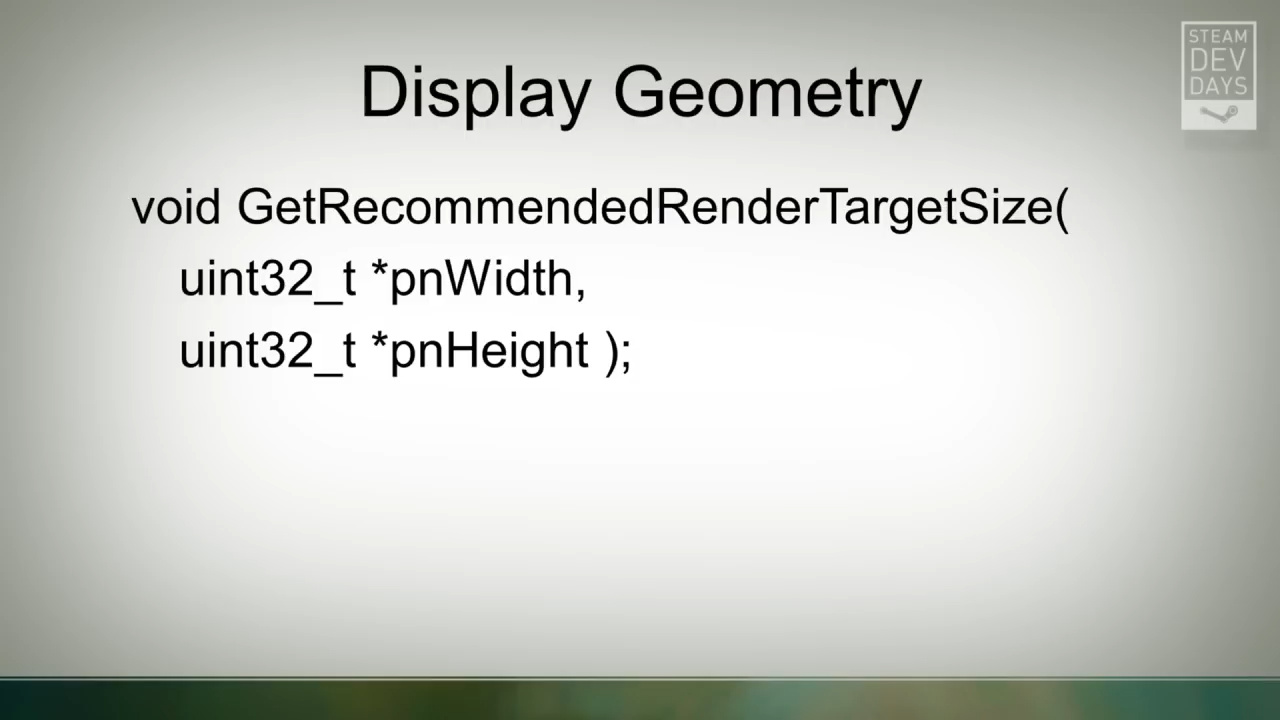 Display Geometry
STEAM
DEV
DAYS
void GetRecommendedRenderTargetSize(
uint32_t *pnWidth,
uint32_t *pnHeight );